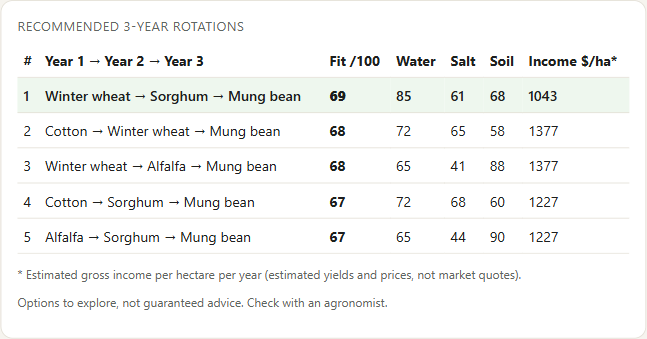 RECOMMENDED 3-YEAR ROTATIONS
# Year 1 → Year 2 → Year 3 Fit /100 Water Salt Soil Income $/ha*
1 Winter wheat → Sorghum → Mung bean 69 85 61 68 1043
2 Cotton → Winter wheat → Mung bean 68 72 65 58 1377
3 Winter wheat → Alfalfa → Mung bean 68 65 41 88 1377
4 Cotton → Sorghum → Mung bean 67 72 68 60 1227
5 Alfalfa → Sorghum → Mung bean 67 65 44 90 1227
* Estimated gross income per hectare per year (estimated yields and prices, not market quotes).
Options to explore, not guaranteed advice. Check with an agronomist.